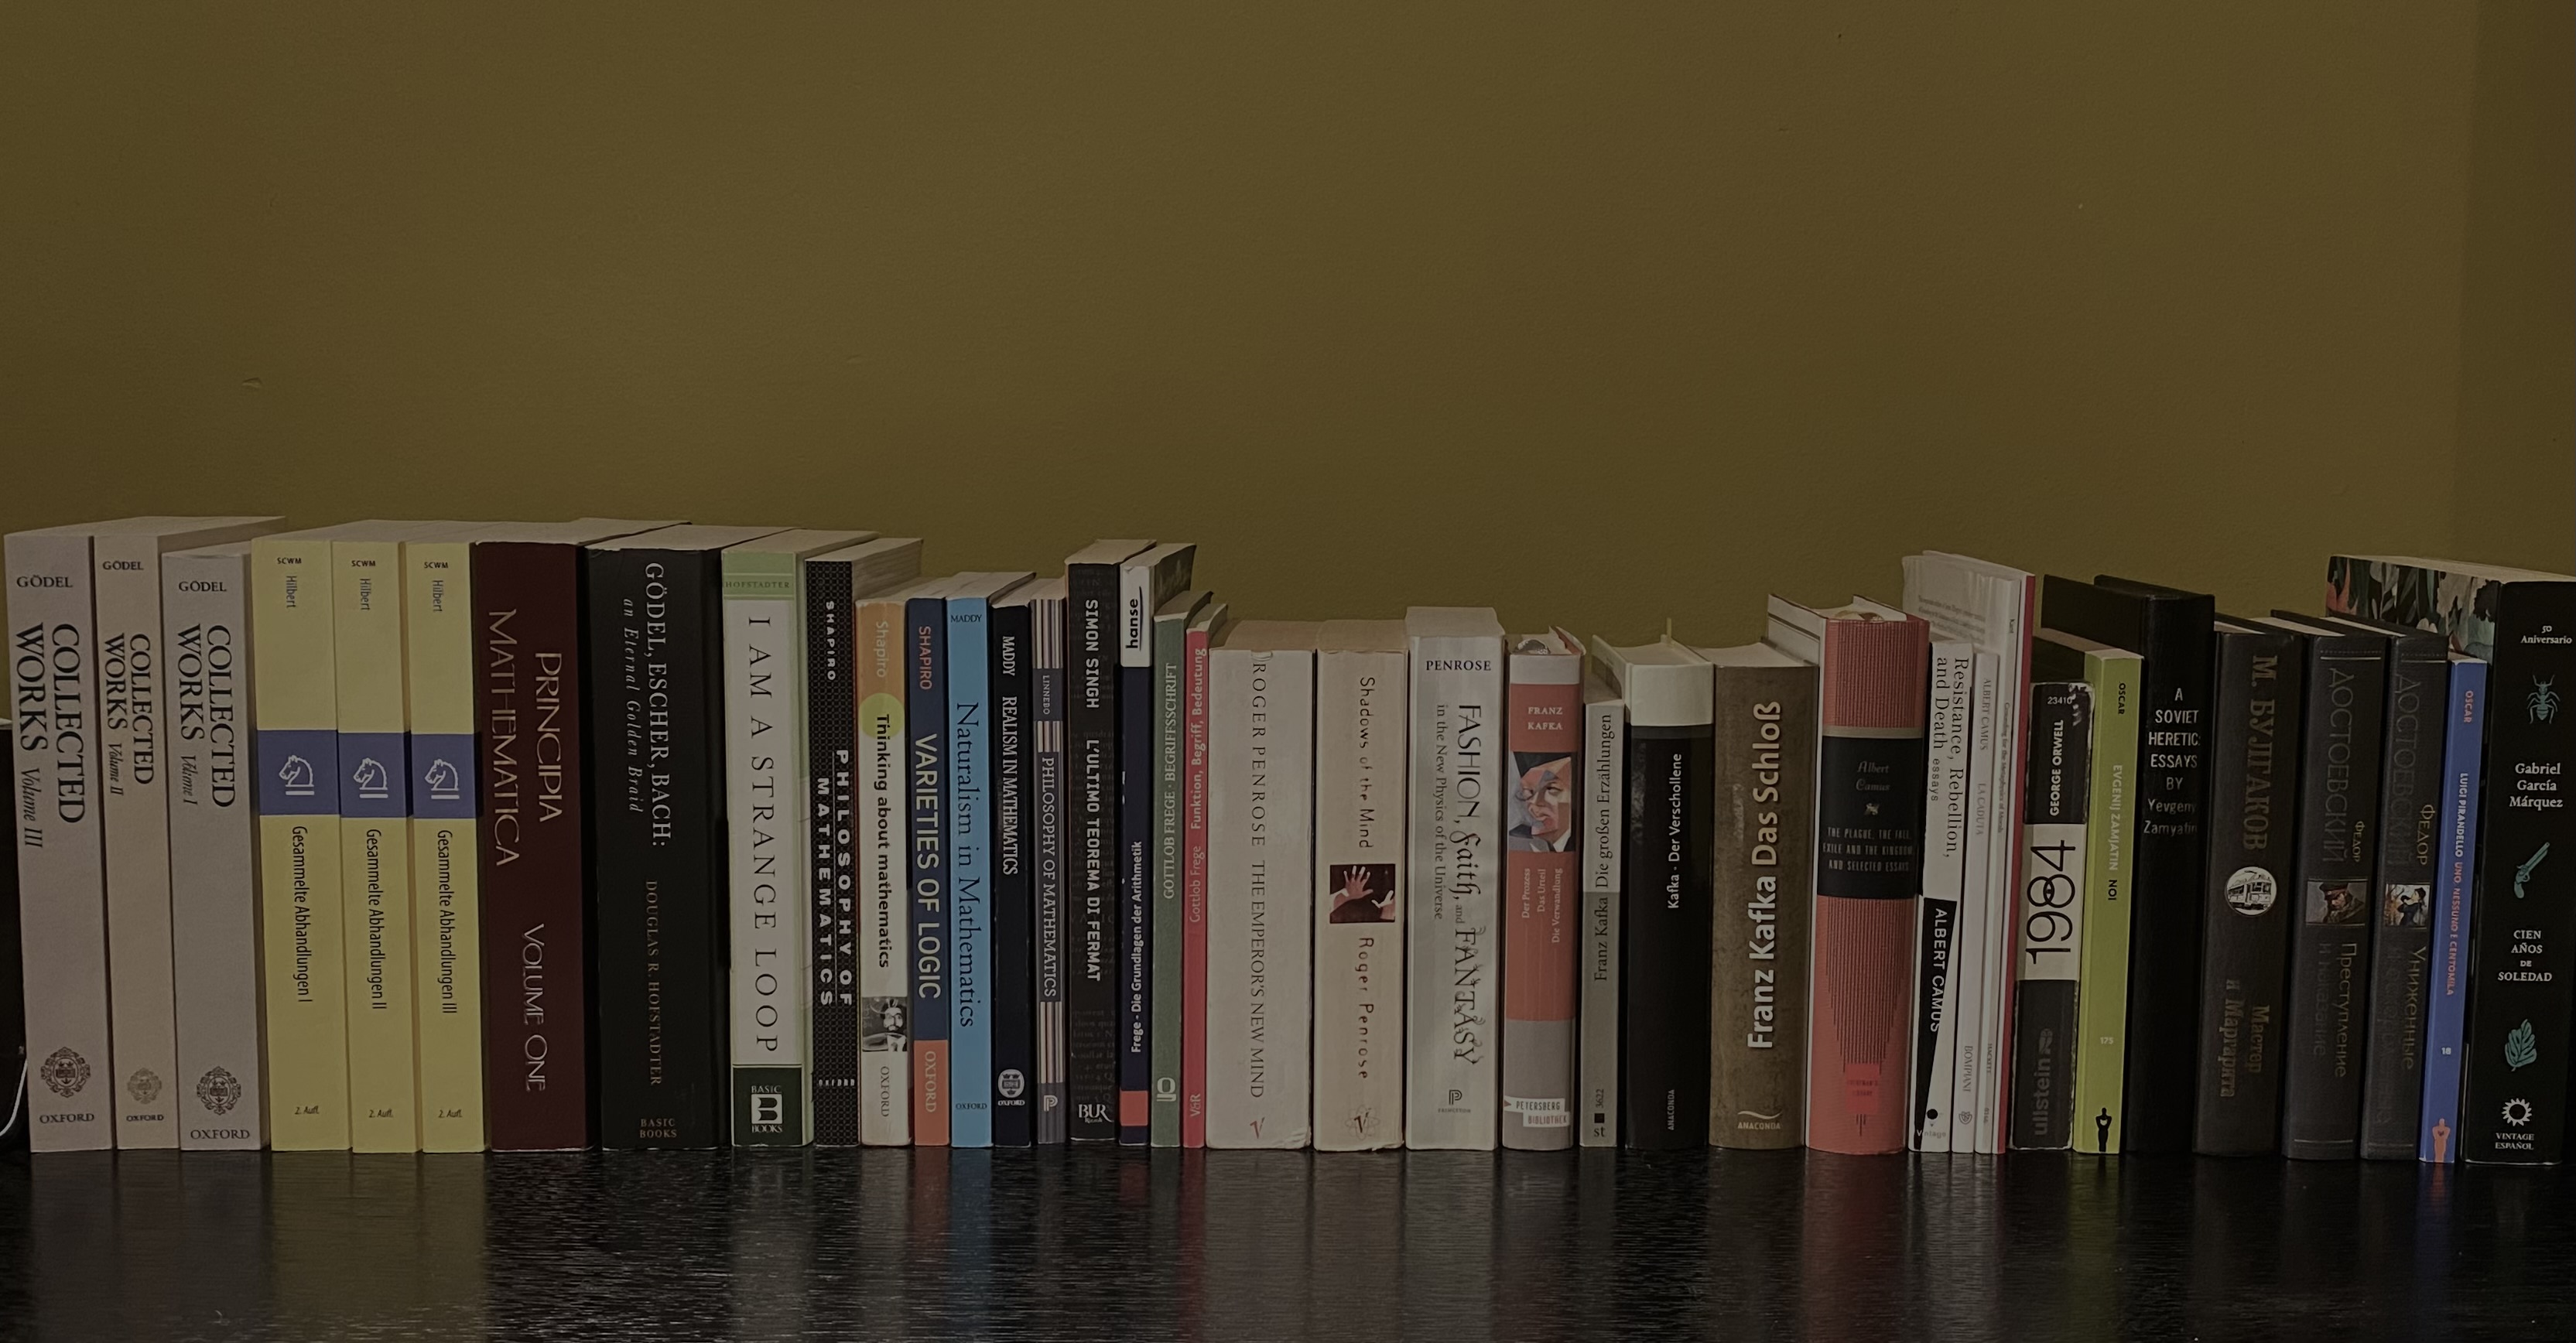 GÖDEL
COLLECTED
WORKS Volume III
OXFORD
GÖDEL
COLLECTED
WORKS Volume II
OXFORD
GÖDEL
COLLECTED
WORKS Volume I
OXFORD
SCWM
Hilbert
Gesammelte Abhandlungen I
2. Aufl.
SCWM
Hilbert
Gesammelte Abhandlungen II
2. Aufl.
SCWM
Hilbert
Gesammelte Abhandlungen III
2. Aufl.
PRINCIPIA
MATHEMATICA
VOLUME ONE
GÖDEL, ESCHER, BACH:
an Eternal Golden Braid
DOUGLAS R. HOFSTADTER
BASIC
BOOKS
HOFSTADTER
I AM A STRANGE LOOP
BASIC
B
BOOKS
SHAPIRO
PHILOSOPHY OF
MATHEMATICS
OXFORD
Shapiro
Thinking about mathematics
OXFORD
SHAPIRO
VARIETIES OF LOGIC
OXFORD
MADDY
Naturalism in Mathematics
OXFORD
MADDY
REALISM IN MATHEMATICS
OXFORD
LINNEBO
PHILOSOPHY OF MATHEMATICS
P
SIMON SINGH
L'ULTIMO TEOREMA DI FERMAT
BUR
hanse
Frege - Die Grundlagen der Arithmetik
GOTTLOB FREGE · BEGRIFFSSCHRIFT
Gottlob Frege Funktion, Begriff, Bedeutung
V&R
ROGER PENROSE THE EMPEROR'S NEW MIND
V
Shadows of the Mind
Roger Penrose
V
PENROSE
FASHION, Faith, and FANTASY
in the New Physics of the Universe
P
PRINCETON
FRANZ
KAFKA
Die Verwandlung
Das Urteil
Der Prozess
PETERSBERG
BIBLIOTHEK
Franz Kafka Die großen Erzählungen
3622
st
Kafka · Der Verschollene
ANACONDA
Franz Kafka Das Schloß
ANACONDA
Albert
Camus
THE PLAGUE, THE FALL,
EXILE AND THE KINGDOM,
AND SELECTED ESSAYS
Resistance, Rebellion,
and Death essays
ALBERT CAMUS
Vintage
ALBERT CAMUS
LA CADUTA
BOMPIANI
Kant
23410
GEORGE ORWELL
1984
ullstein
OSCAR
EVGENIJ ZAMJATIN NOI
175
A
SOVIET
HERETIC:
ESSAYS
BY
Yevgeny
Zamyatin
М. БУЛГАКОВ
Мастер
и Маргарита
ФЕДОР
ДОСТОЕВСКИЙ
Преступление
и наказание
ФЕДОР
ДОСТОЕВСКИЙ
Униженные
OSCAR
LUIGI PIRANDELLO UNO, NESSUNO E CENTOMILA
18
50
Aniversario
Gabriel
García
Márquez
CIEN
AÑOS
DE
SOLEDAD
VINTAGE
ESPAÑOL